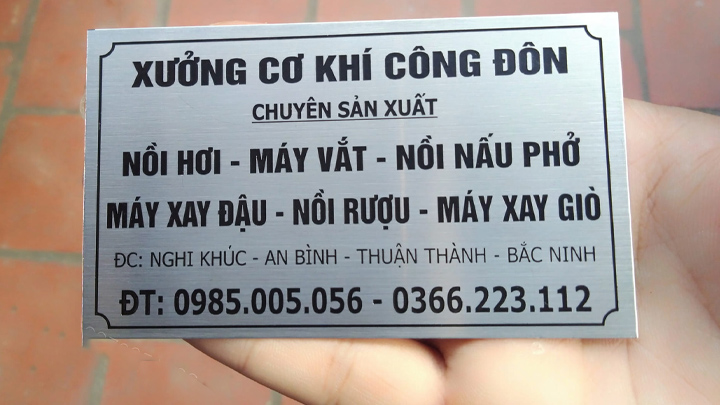 XƯỞNG CƠ KHÍ CÔNG ĐÔN
CHUYÊN SẢN XUẤT
NỒI HƠI - MÁY VẮT - NỒI NẤU PHỞ
MÁY XAY ĐẬU - NỒI RƯỢU - MÁY XAY GIÒ
ĐC: NGHI KHÚC - AN BÌNH - THUẬN THÀNH - BẮC NINH
ĐT: 0985.005.056 - 0366.223.112